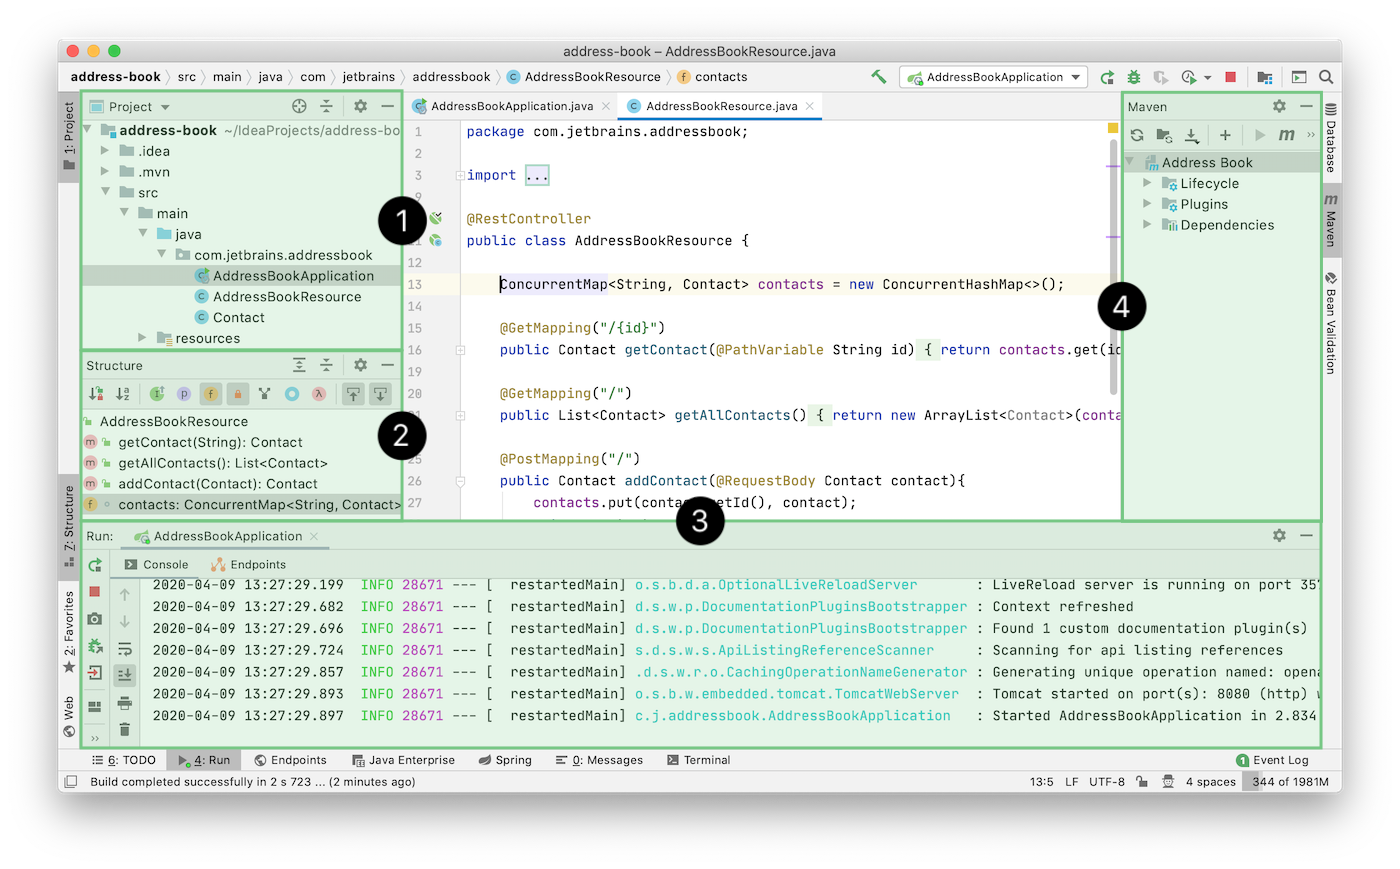 address-book – AddressBookResource.java
address-book src main java com jetbrains addressbook AddressBookResource contacts
AddressBookApplication
1: Project
Project
address-book ~/IdeaProjects/address-bo
.idea
.mvn
src
main
java
com.jetbrains.addressbook
AddressBookApplication
AddressBookResource
Contact
resources
1
Structure
AddressBookResource
getContact(String): Contact
getAllContacts(): List<Contact>
addContact(Contact): Contact
contacts: ConcurrentMap<String, Contact>
2
AddressBookApplication.java AddressBookResource.java
1 package com.jetbrains.addressbook;
2
3 import ...
9
@RestController
11 public class AddressBookResource {
12
13 ConcurrentMap<String, Contact> contacts = new ConcurrentHashMap<>();
14
15 @GetMapping("/{id}")
16 public Contact getContact(@PathVariable String id) { return contacts.get(id
19
20 @GetMapping("/")
21 public List<Contact> getAllContacts() { return new ArrayList<Contact>(conta
25 @PostMapping("/")
26 public Contact addContact(@RequestBody Contact contact){
27 contacts.put(contact.getId(), contact);
3
Maven
Address Book
Lifecycle
Plugins
Dependencies
4
Database
Maven
Bean Validation
Z: Structure
2: Favorites
Web
Run: AddressBookApplication
Console Endpoints
2020-04-09 13:27:29.199 INFO 28671 --- [ restartedMain] o.s.b.d.a.OptionalLiveReloadServer : LiveReload server is running on port 357
2020-04-09 13:27:29.682 INFO 28671 --- [ restartedMain] d.s.w.p.DocumentationPluginsBootstrapper : Context refreshed
2020-04-09 13:27:29.696 INFO 28671 --- [ restartedMain] d.s.w.p.DocumentationPluginsBootstrapper : Found 1 custom documentation plugin(s)
2020-04-09 13:27:29.724 INFO 28671 --- [ restartedMain] s.d.s.w.s.ApiListingReferenceScanner : Scanning for api listing references
2020-04-09 13:27:29.857 INFO 28671 --- [ restartedMain] .d.s.w.r.o.CachingOperationNameGenerator : Generating unique operation named: opena
2020-04-09 13:27:29.893 INFO 28671 --- [ restartedMain] o.s.b.w.embedded.tomcat.TomcatWebServer : Tomcat started on port(s): 8080 (http) w
2020-04-09 13:27:29.897 INFO 28671 --- [ restartedMain] c.j.addressbook.AddressBookApplication : Started AddressBookApplication in 2.834
6: TODO 4: Run Endpoints Java Enterprise Spring 0: Messages Terminal 1 Event Log
Build completed successfully in 2 s 723 ... (2 minutes ago) 13:5 LF UTF-8 4 spaces 344 of 1981M